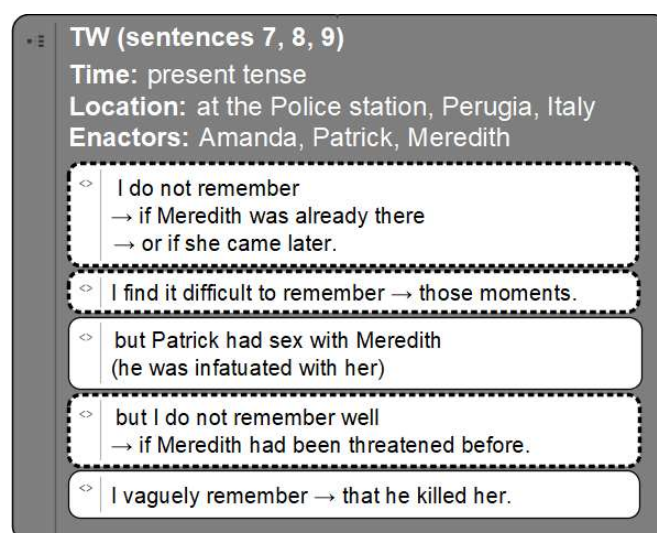 TW (sentences 7, 8, 9)
Time: present tense
Location: at the Police station, Perugia, Italy
Enactors: Amanda, Patrick, Meredith
<> I do not remember
→ if Meredith was already there
→ or if she came later.
<> I find it difficult to remember → those moments.
<> but Patrick had sex with Meredith
(he was infatuated with her)
<> but I do not remember well
→ if Meredith had been threatened before.
<> I vaguely remember → that he killed her.